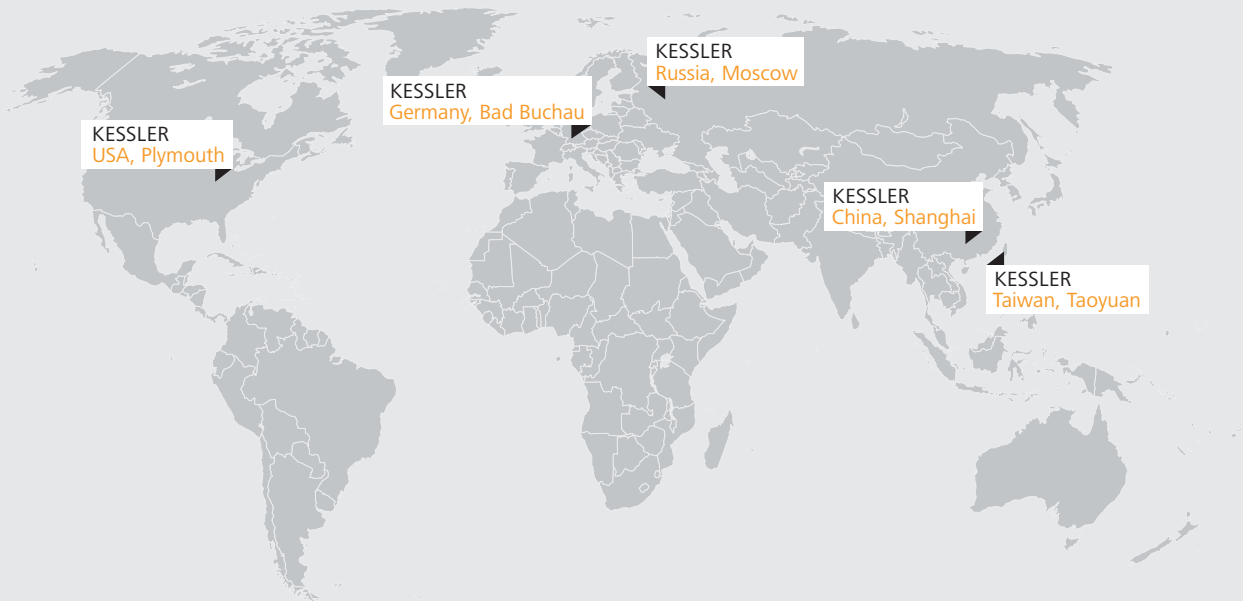 KESSLER
Russia, Moscow
KESSLER
Germany, Bad Buchau
KESSLER
USA, Plymouth
KESSLER
China, Shanghai
KESSLER
Taiwan, Taoyuan